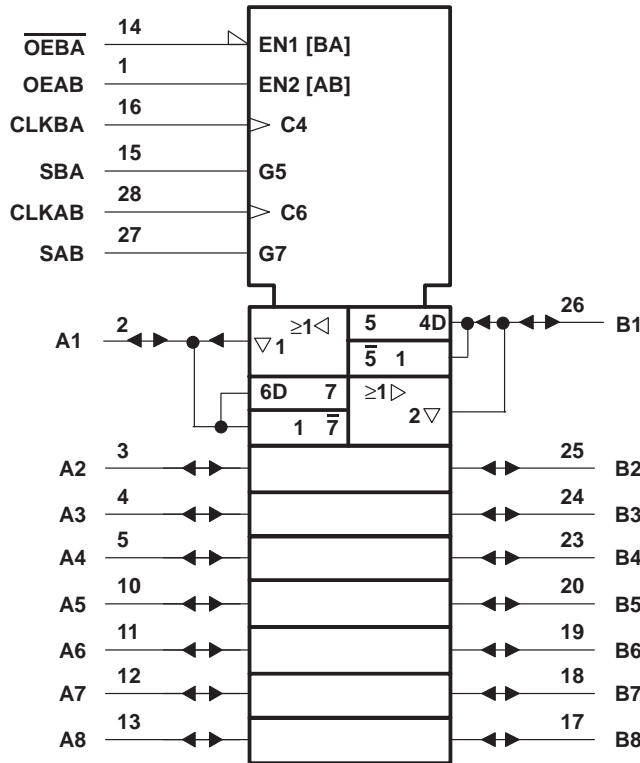 14
O̅E̅B̅A̅ EN1 [BA]
1
OEAB EN2 [AB]
16
CLKBA C4
15
SBA G5
28
CLKAB C6
27
SAB G7
2 ≥1◁ 5 4D 26
A1 ▽1 5̅ 1 B1
6D 7 ≥1▷
1 7̅ 2▽
3 25
A2 B2
4 24
A3 B3
5 23
A4 B4
10 20
A5 B5
11 19
A6 B6
12 18
A7 B7
13 17
A8 B8